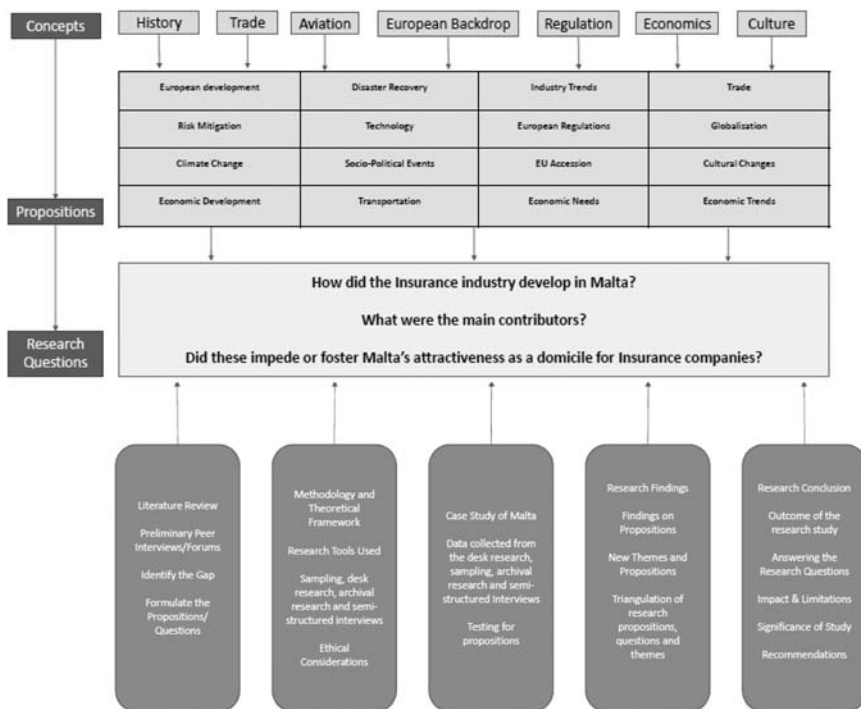 Concepts
History
Trade
Aviation
European Backdrop
Regulation
Economics
Culture
European development
Disaster Recovery
Industry Trends
Trade
Risk Mitigation
Technology
European Regulations
Globalisation
Climate Change
Socio-Political Events
EU Accession
Cultural Changes
Propositions
Economic Development
Transportation
Economic Needs
Economic Trends
How did the Insurance industry develop in Malta?
What were the main contributors?
Research
Questions
Did these impede or foster Malta's attractiveness as a domicile for Insurance companies?
Literature Review
Preliminary Peer
Interviews/Forums
Identify the Gap
Formulate the
Propositions/
Questions
Methodology and
Theoretical
Framework
Research Tools Used
Sampling, desk
research, archival
research and semi-
structured interviews
Ethical
Considerations
Case Study of Malta
Data collected from
the desk research,
sampling, archival
research and semi-
structured Interviews
Testing for
propositions
Research Findings
Findings on
Propositions
New Themes and
Propositions
Triangulation of
research
propositions,
questions and
themes
Research Conclusion
Outcome of the
research study
Answering the
Research Questions
Impact & Limitations
Significance of Study
Recommendations